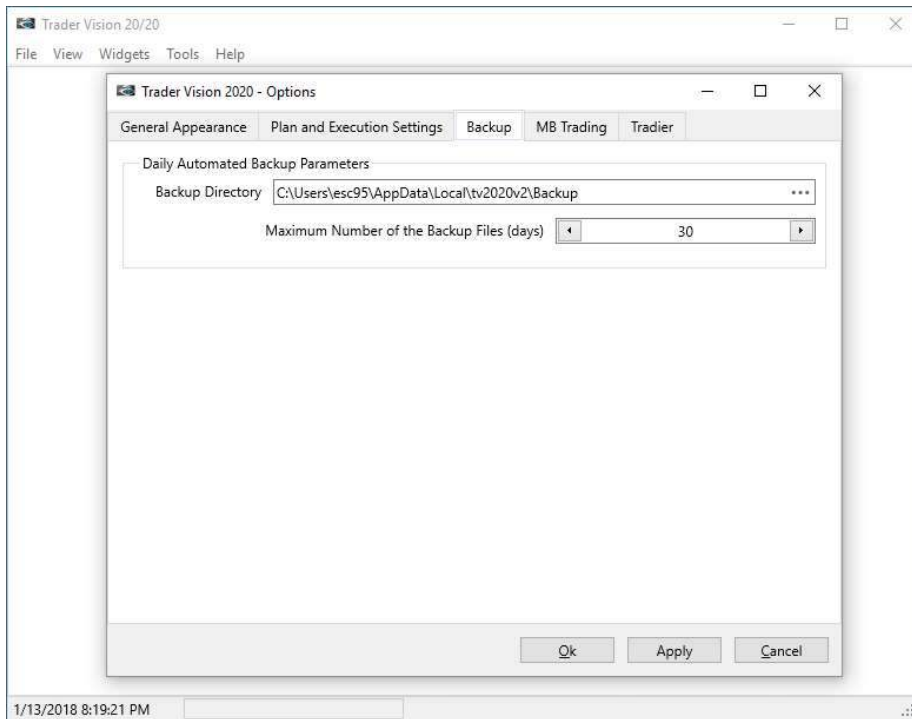 Trader Vision 20/20
File View Widgets Tools Help
Trader Vision 2020 - Options
General Appearance Plan and Execution Settings Backup MB Trading Tradier
Daily Automated Backup Parameters
Backup Directory C:\Users\esc95\AppData\Local\tv2020v2\Backup ...
Maximum Number of the Backup Files (days) 30
Ok Apply Cancel
1/13/2018 8:19:21 PM